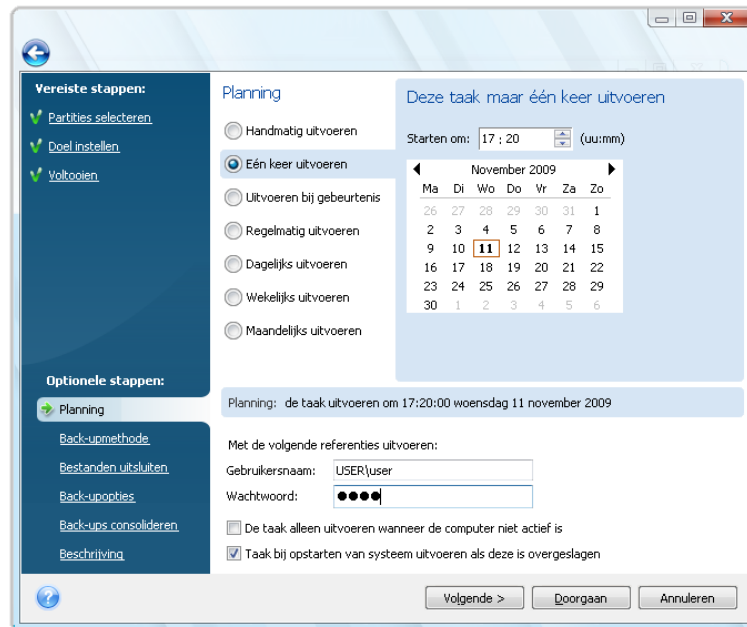 Vereiste stappen:
Partities selecteren
Doel instellen
Voltooien
Optionele stappen:
Planning
Back-upmethode
Bestanden uitsluiten
Back-upopties
Back-ups consolideren
Beschrijving
Planning
Handmatig uitvoeren
Eén keer uitvoeren
Uitvoeren bij gebeurtenis
Regelmatig uitvoeren
Dagelijks uitvoeren
Wekelijks uitvoeren
Maandelijks uitvoeren
Deze taak maar één keer uitvoeren
Starten om: 17 : 20 (uu:mm)
November 2009
Ma Di Wo Do Vr Za Zo
26 27 28 29 30 31 1
2 3 4 5 6 7 8
9 10 11 12 13 14 15
16 17 18 19 20 21 22
23 24 25 26 27 28 29
30 1 2 3 4 5 6
Planning: de taak uitvoeren om 17:20:00 woensdag 11 november 2009
Met de volgende referenties uitvoeren:
Gebruikersnaam: USER\user
Wachtwoord: ●●●●
De taak alleen uitvoeren wanneer de computer niet actief is
Taak bij opstarten van systeem uitvoeren als deze is overgeslagen
Volgende >
Doorgaan
Annuleren